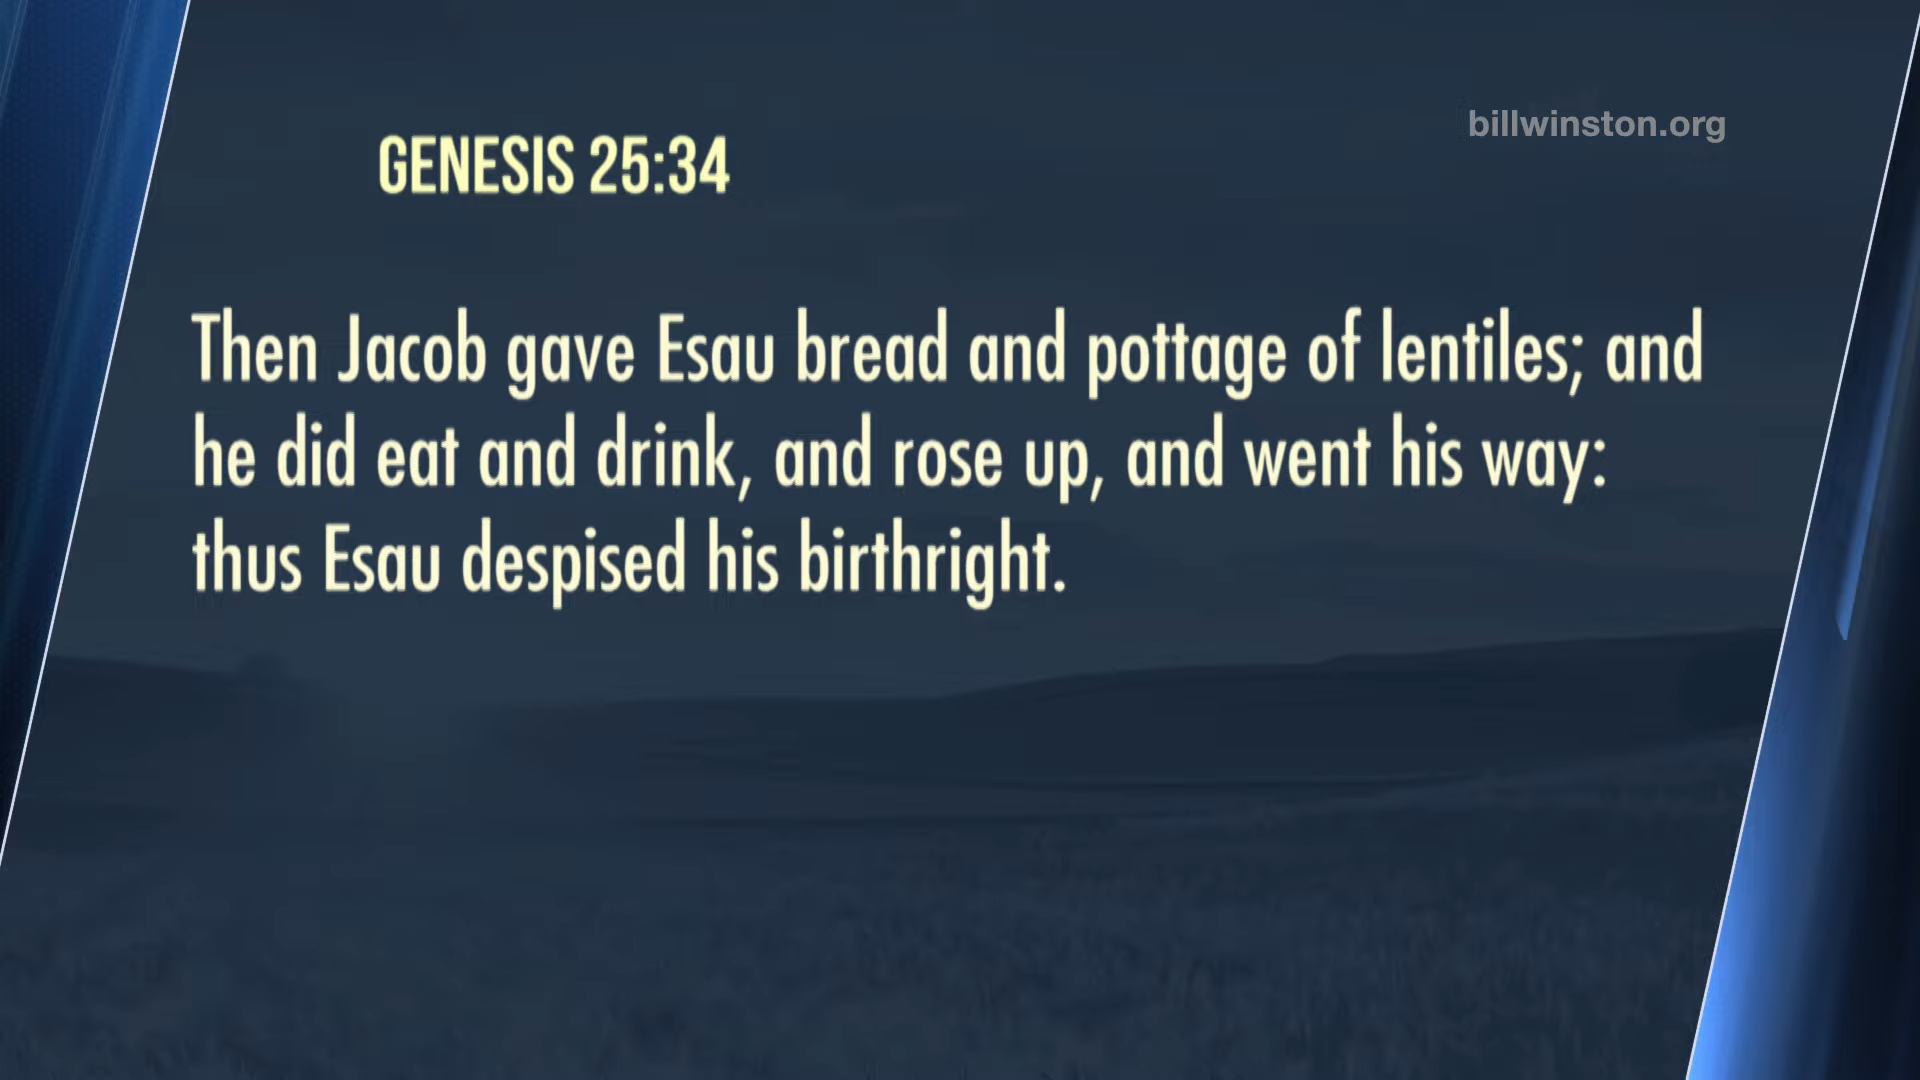 billwinston.org
GENESIS 25:34
Then Jacob gave Esau bread and pottage of lentiles; and
he did eat and drink, and rose up, and went his way:
thus Esau despised his birthright.